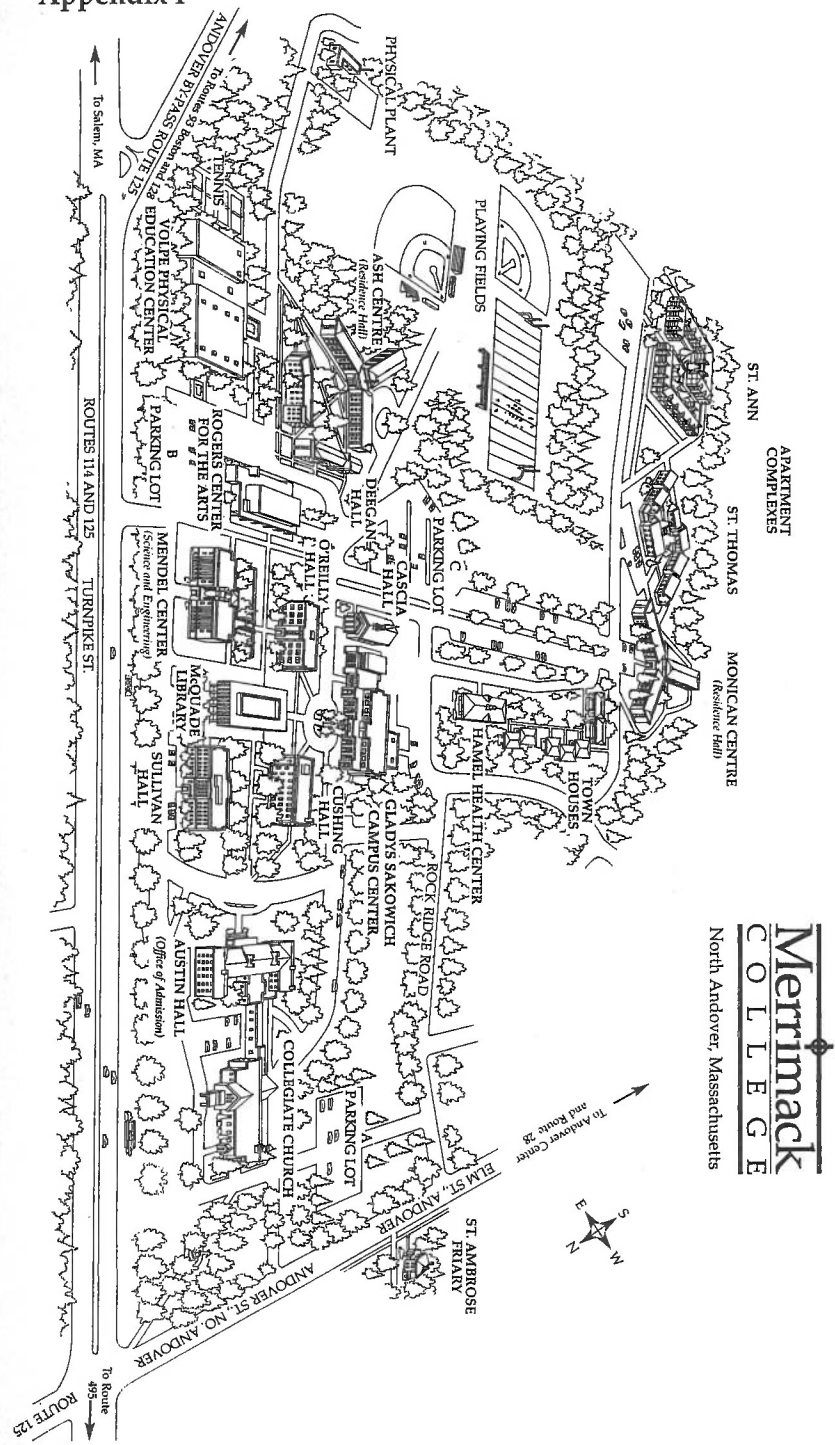 Appendix I
Merrimack
COLLEGE
North Andover, Massachusetts
APARTMENT
COMPLEXES
ST. ANN
ST. THOMAS
MONICAN CENTRE
(Residence Hall)
PHYSICAL PLANT
PLAYING FIELDS
ASH CENTRE
(Residence Hall)
TENNIS
VOLPE PHYSICAL
EDUCATION CENTER
DEEGAN
HALL
PARKING LOT
C
CASCIA
HALL
TOWN
HOUSES
HAMEL HEALTH CENTER
ROGERS CENTER
FOR THE ARTS
O'REILLY
HALL
GLADYS SAKOWICH
CAMPUS CENTER
CUSHING
HALL
ROCK RIDGE ROAD
PARKING LOT
B
MENDEL CENTER
(Science and Engineering)
McQUADE
LIBRARY
SULLIVAN
HALL
AUSTIN HALL
(Office of Admission)
COLLEGIATE CHURCH
PARKING LOT
A
ST. AMBROSE
FRIARY
To Andover Center
and Route 28
ELM ST., ANDOVER
ANDOVER ST., NO. ANDOVER
S
W
E
N
ANDOVER BY-PASS ROUTE 125
To Routes 93 Boston and 128
To Salem, MA
ROUTES 114 AND 125
TURNPIKE ST.
To Route
495
ROUTE 125